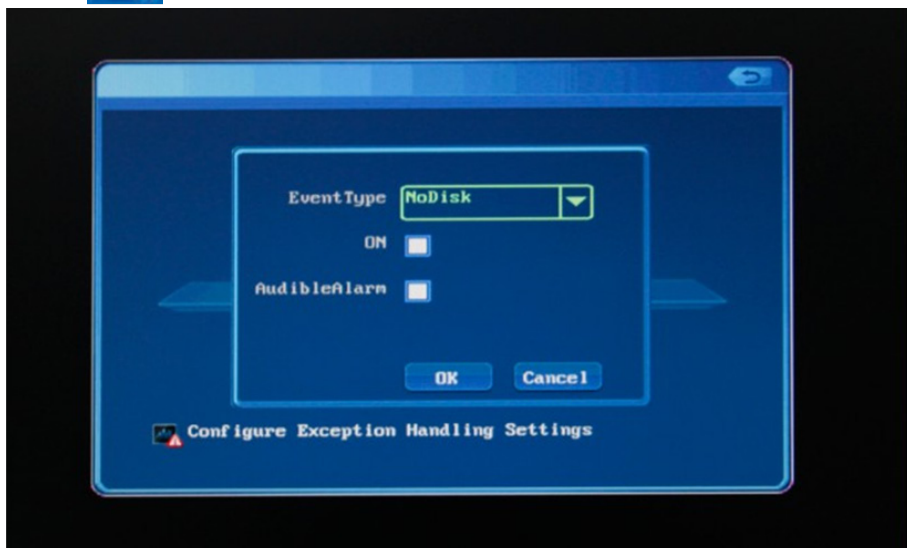 EventType NoDisk
ON
AudibleAlarm
OK Cancel
Configure Exception Handling Settings